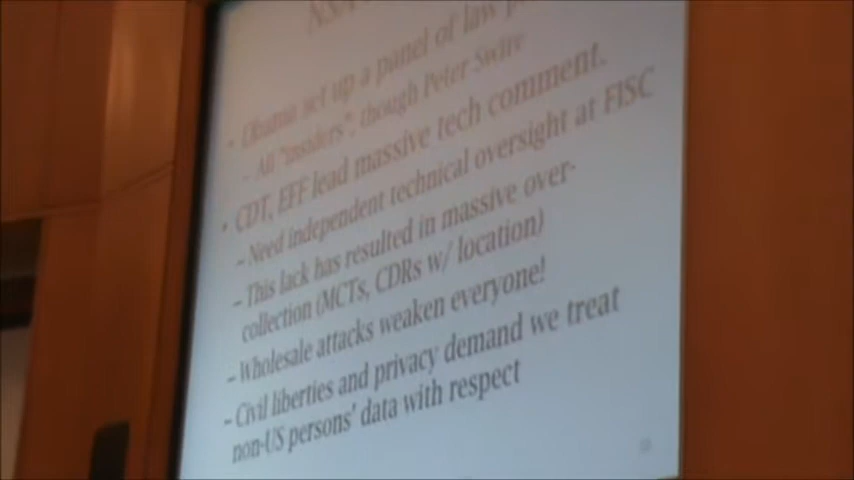 • Obama set up a panel of law
– All "insiders", though Peter Swire
• CDT, EFF lead massive tech comment.
– Need independent technical oversight at FISC
– This lack has resulted in massive over-
collection (MCTs, CDRs w/ location)
– Wholesale attacks weaken everyone!
– Civil liberties and privacy demand we treat
non-US persons' data with respect